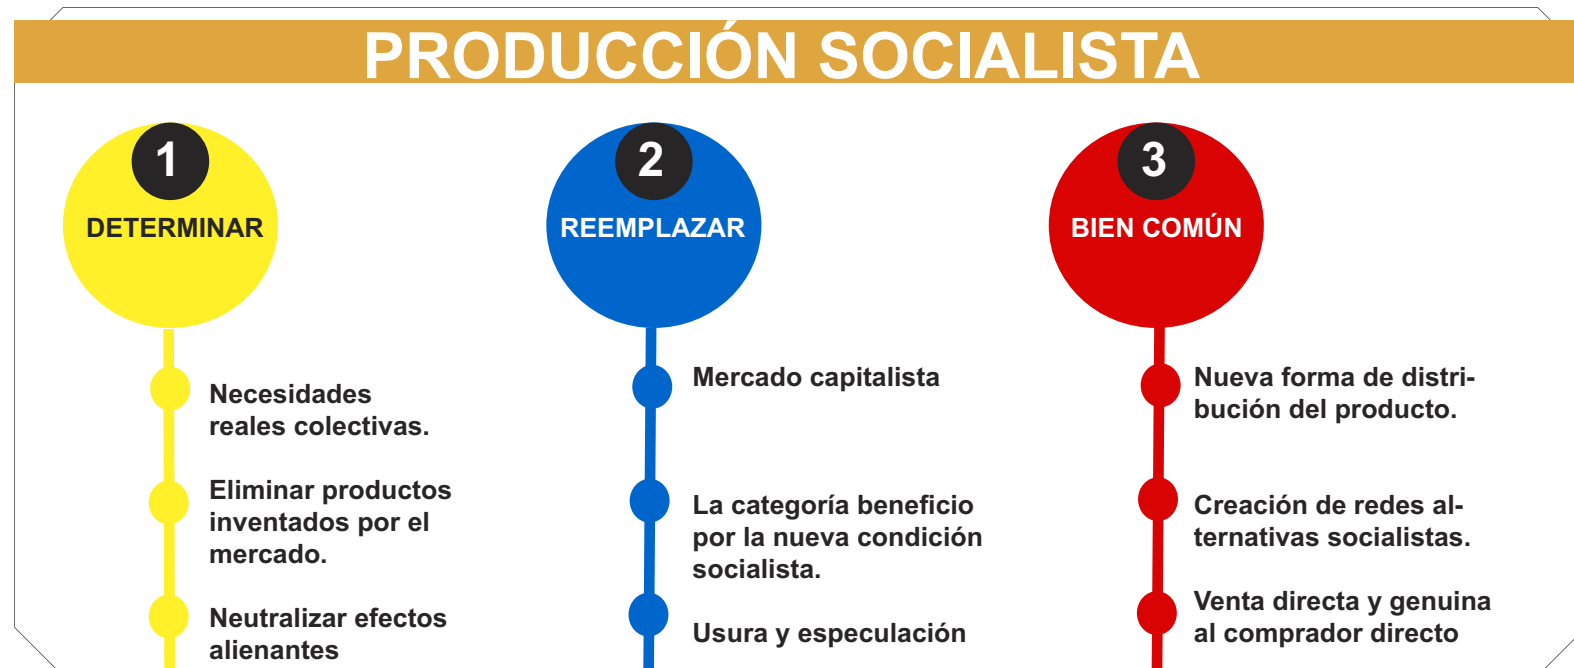 PRODUCCIÓN SOCIALISTA
1
DETERMINAR
Necesidades
reales colectivas.
Eliminar productos
inventados por el
mercado.
Neutralizar efectos
alienantes
2
REEMPLAZAR
Mercado capitalista
La categoría beneficio
por la nueva condición
socialista.
Usura y especulación
3
BIEN COMÚN
Nueva forma de distri-
bución del producto.
Creación de redes al-
ternativas socialistas.
Venta directa y genuina
al comprador directo